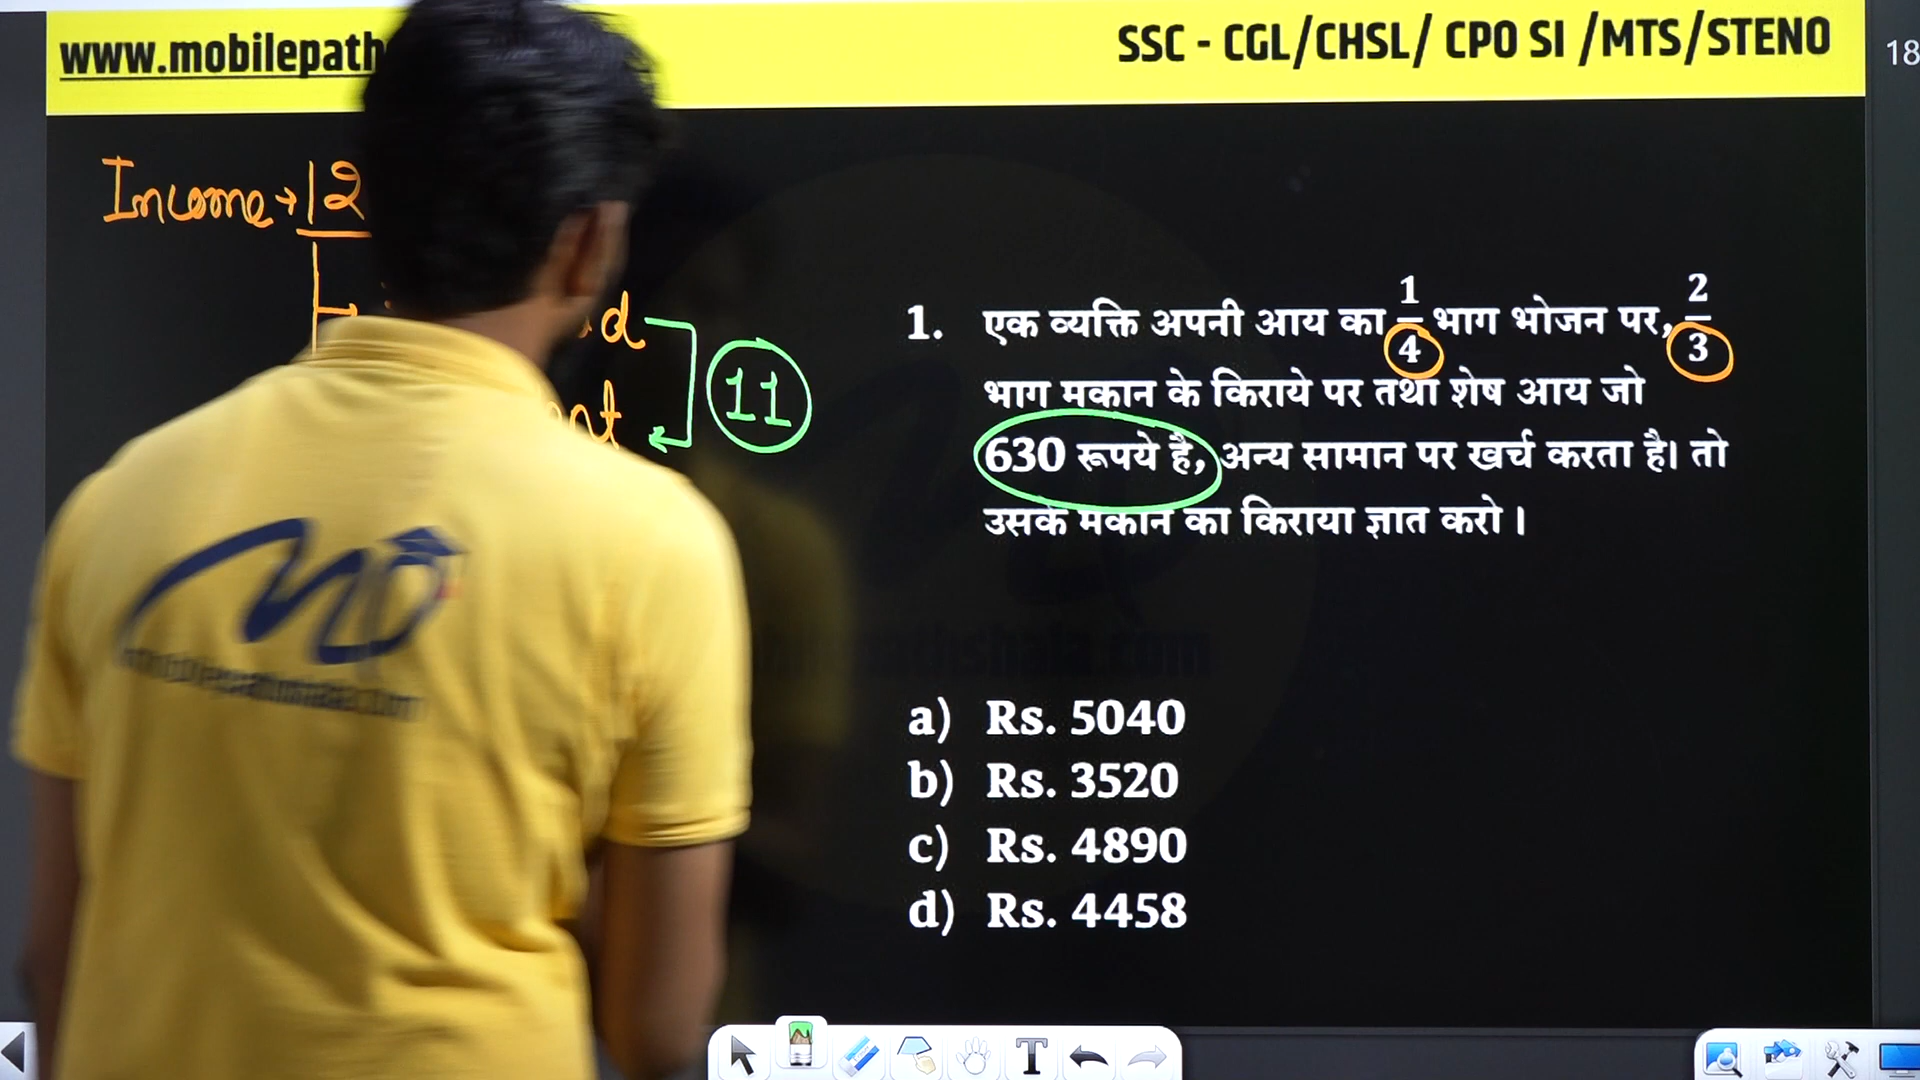 www.mobilepath
SSC - CGL/CHSL/ CPO SI /MTS/STENO
18
Income → 12
11
1. एक व्यक्ति अपनी आय का 1/4 भाग भोजन पर, 2/3
भाग मकान के किराये पर तथा शेष आय जो
630 रूपये है, अन्य सामान पर खर्च करता है। तो
उसके मकान का किराया ज्ञात करो।
a) Rs. 5040
b) Rs. 3520
c) Rs. 4890
d) Rs. 4458
T